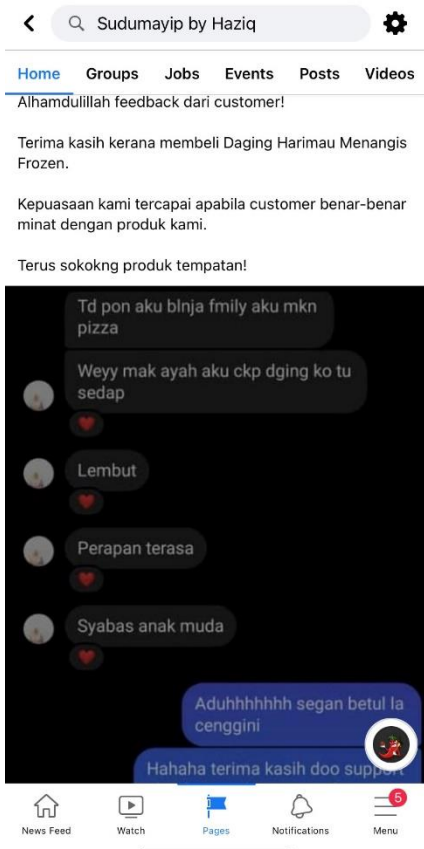 Sudumayip by Haziq
Home Groups Jobs Events Posts Videos
Alhamdulillah feedback dari customer!
Terima kasih kerana membeli Daging Harimau Menangis
Frozen.
Kepuasaan kami tercapai apabila customer benar-benar
minat dengan produk kami.
Terus sokokng produk tempatan!
Td pon aku blnja fmily aku mkn
pizza
Weyy mak ayah aku ckp dging ko tu
sedap
Lembut
Perapan terasa
Syabas anak muda
Aduhhhhhhh segan betul la
cenggini
Hahaha terima kasih doo support
5
News Feed Watch Pages Notifications Menu